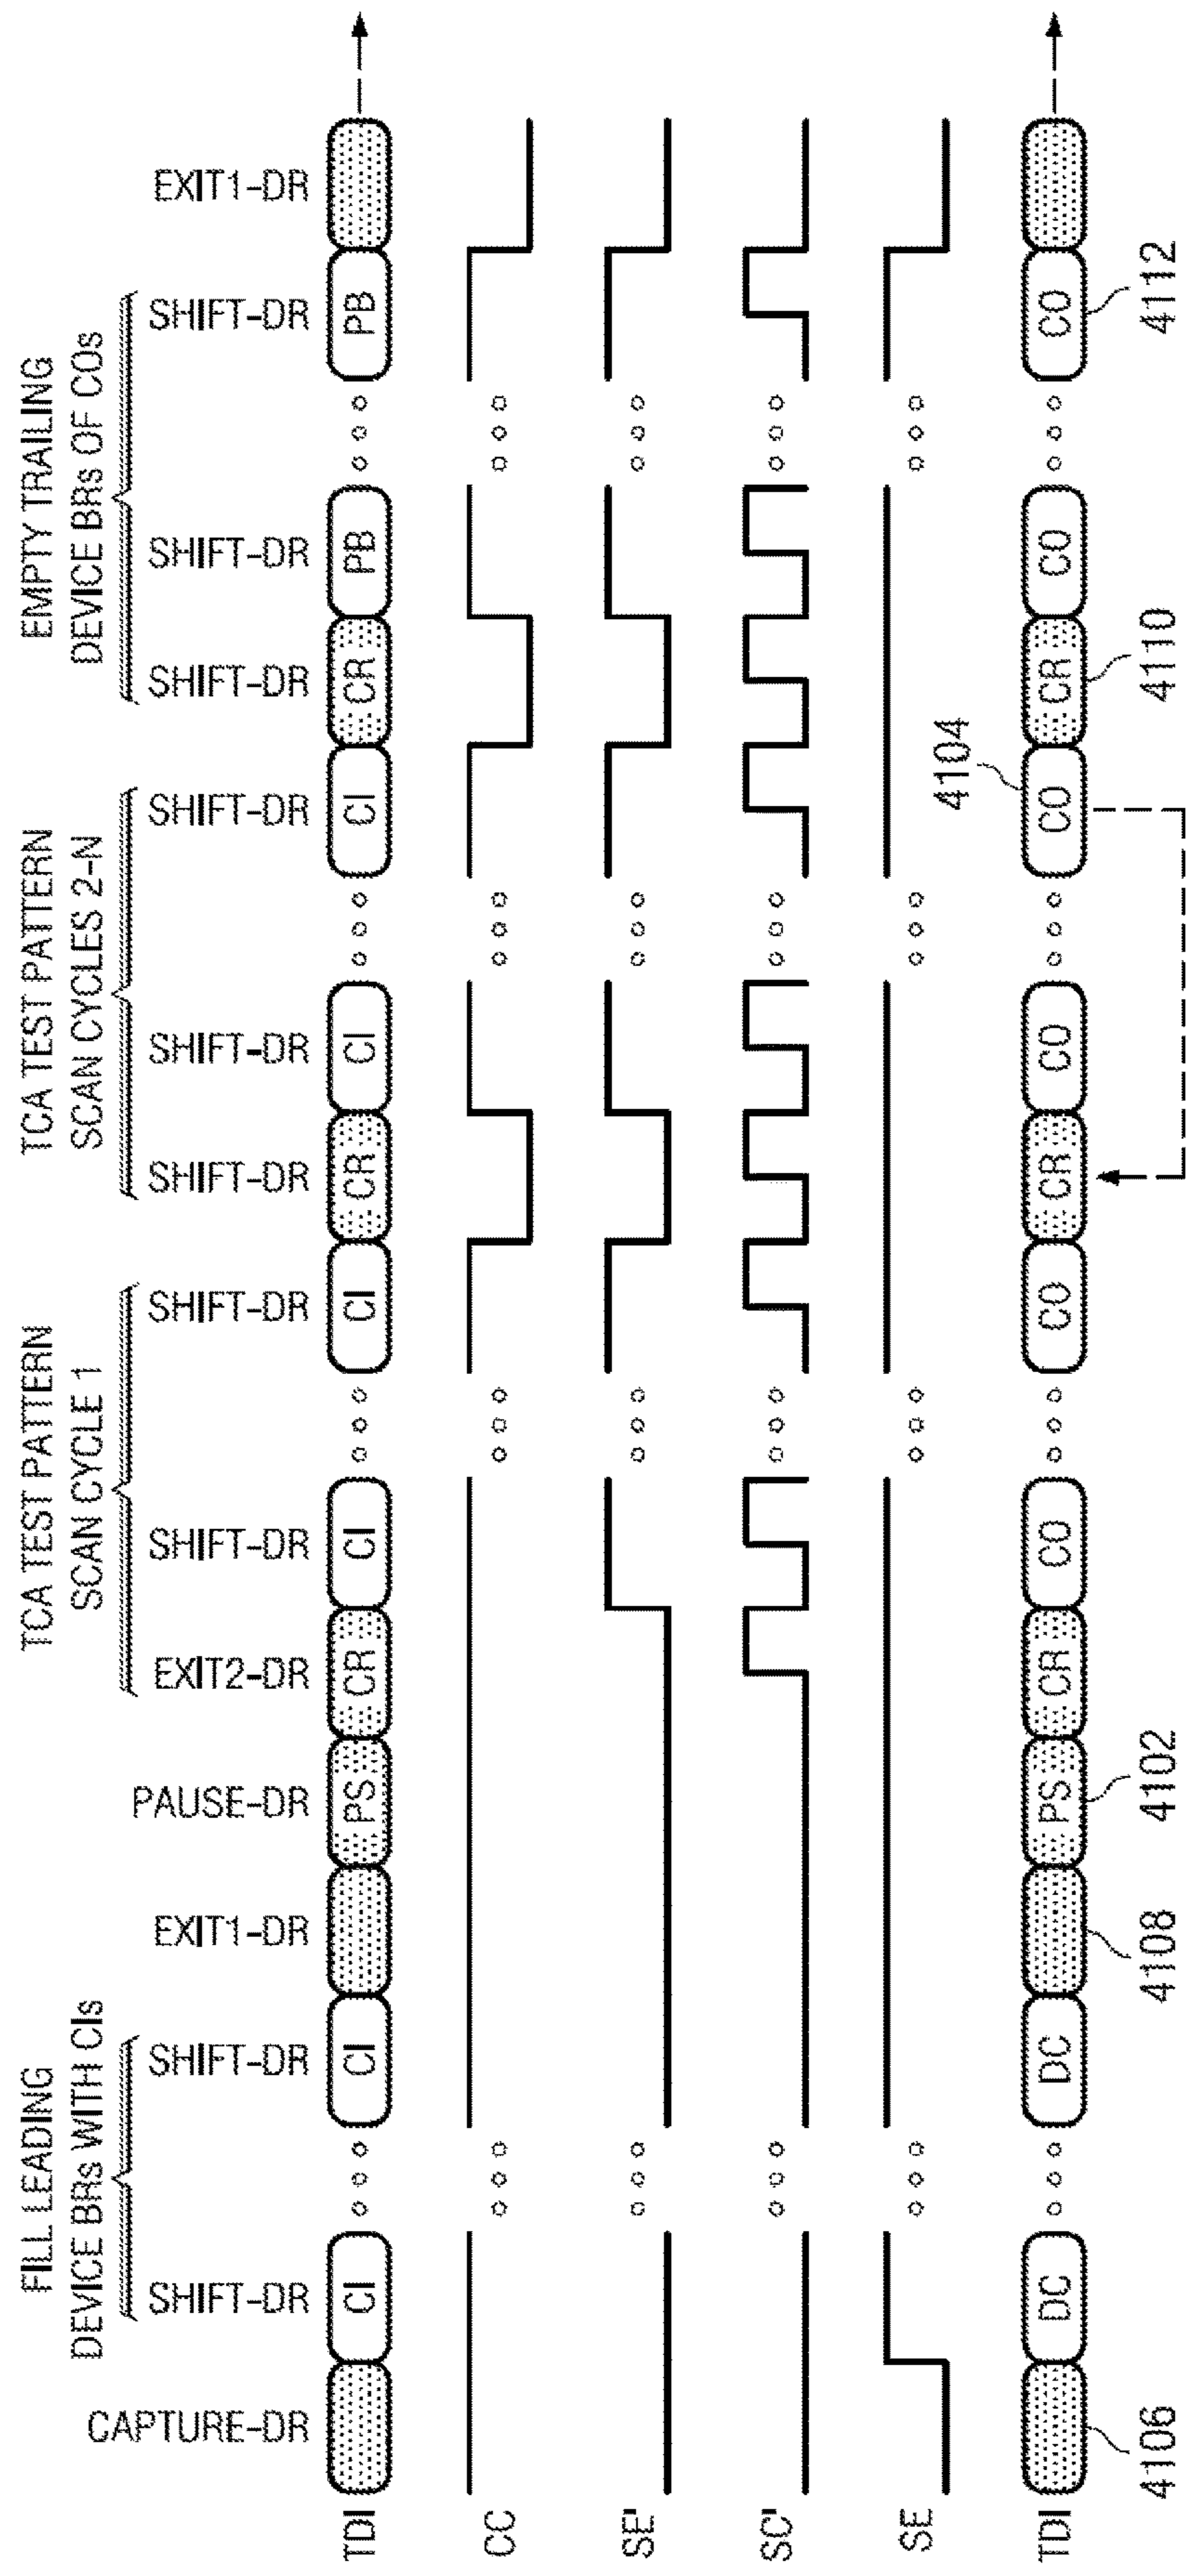 FILL LEADING
DEVICE BRs WITH CIs
TCA TEST PATTERN
SCAN CYCLE 1
TCA TEST PATTERN
SCAN CYCLES 2-N
EMPTY TRAILING
DEVICE BRs OF COs
CAPTURE-DR SHIFT-DR SHIFT-DR EXIT1-DR PAUSE-DR EXIT2-DR SHIFT-DR SHIFT-DR SHIFT-DR SHIFT-DR SHIFT-DR SHIFT-DR SHIFT-DR SHIFT-DR EXIT1-DR
TDI CI CI PS CR CI CI CR CI CI CR PB PB
CC
SE'
SC'
SE
4104
TDI DC DC PS CR CO CO CR CO CO CR CO CO
4106 4108 4102 4110 4112